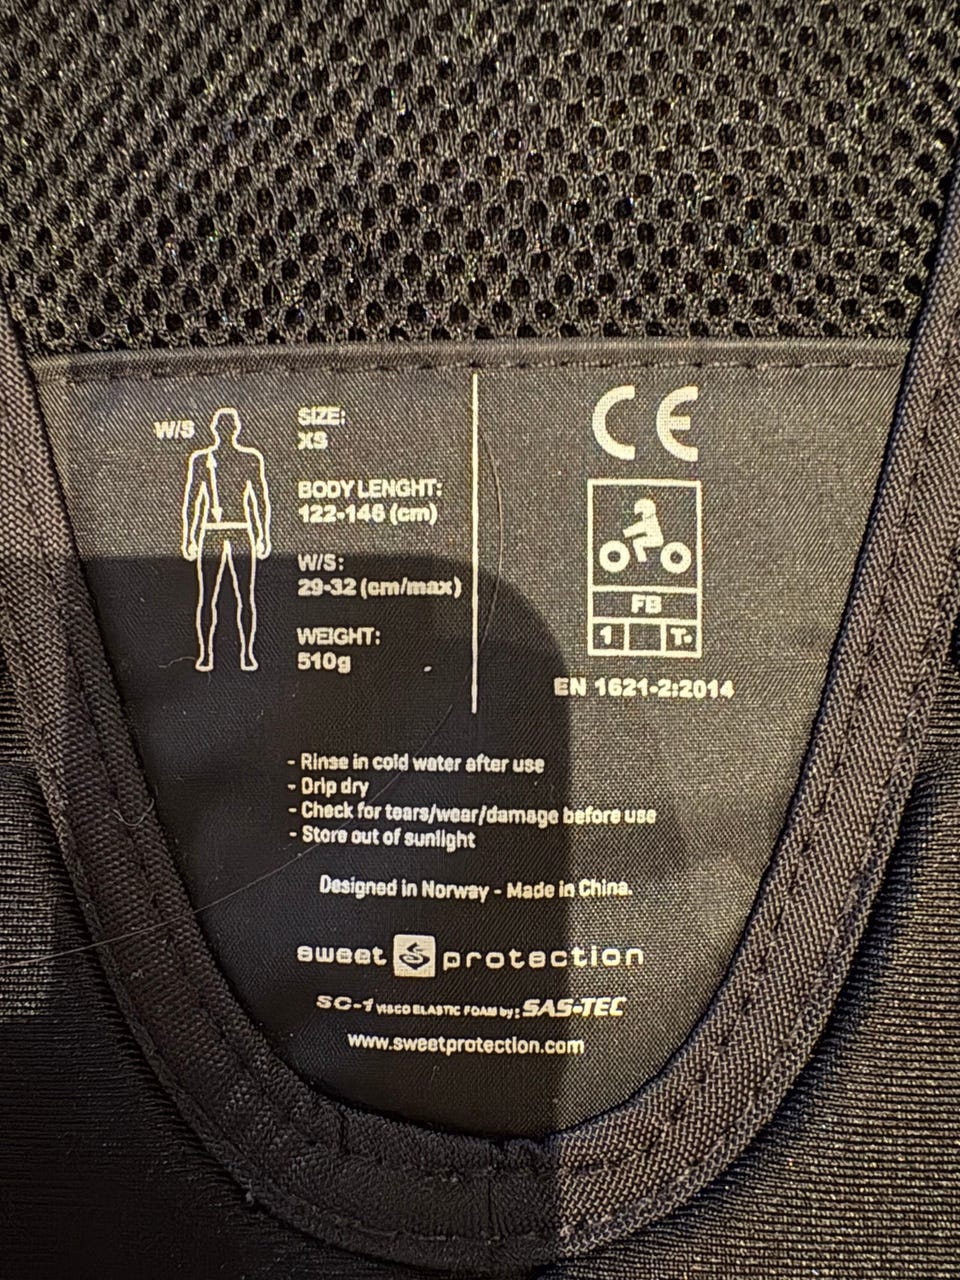 W/S
SIZE:
XS
BODY LENGHT:
122-146 (cm)
W/S:
29-32 (cm/max)
WEIGHT:
510g
CE
FB
1 T-
EN 1621-2:2014
- Rinse in cold water after use
- Drip dry
- Check for tears/wear/damage before use
- Store out of sunlight
Designed in Norway - Made in China.
sweet S protection
SC-1 VISCO ELASTIC FOAM by: SAS-TEC
www.sweetprotection.com